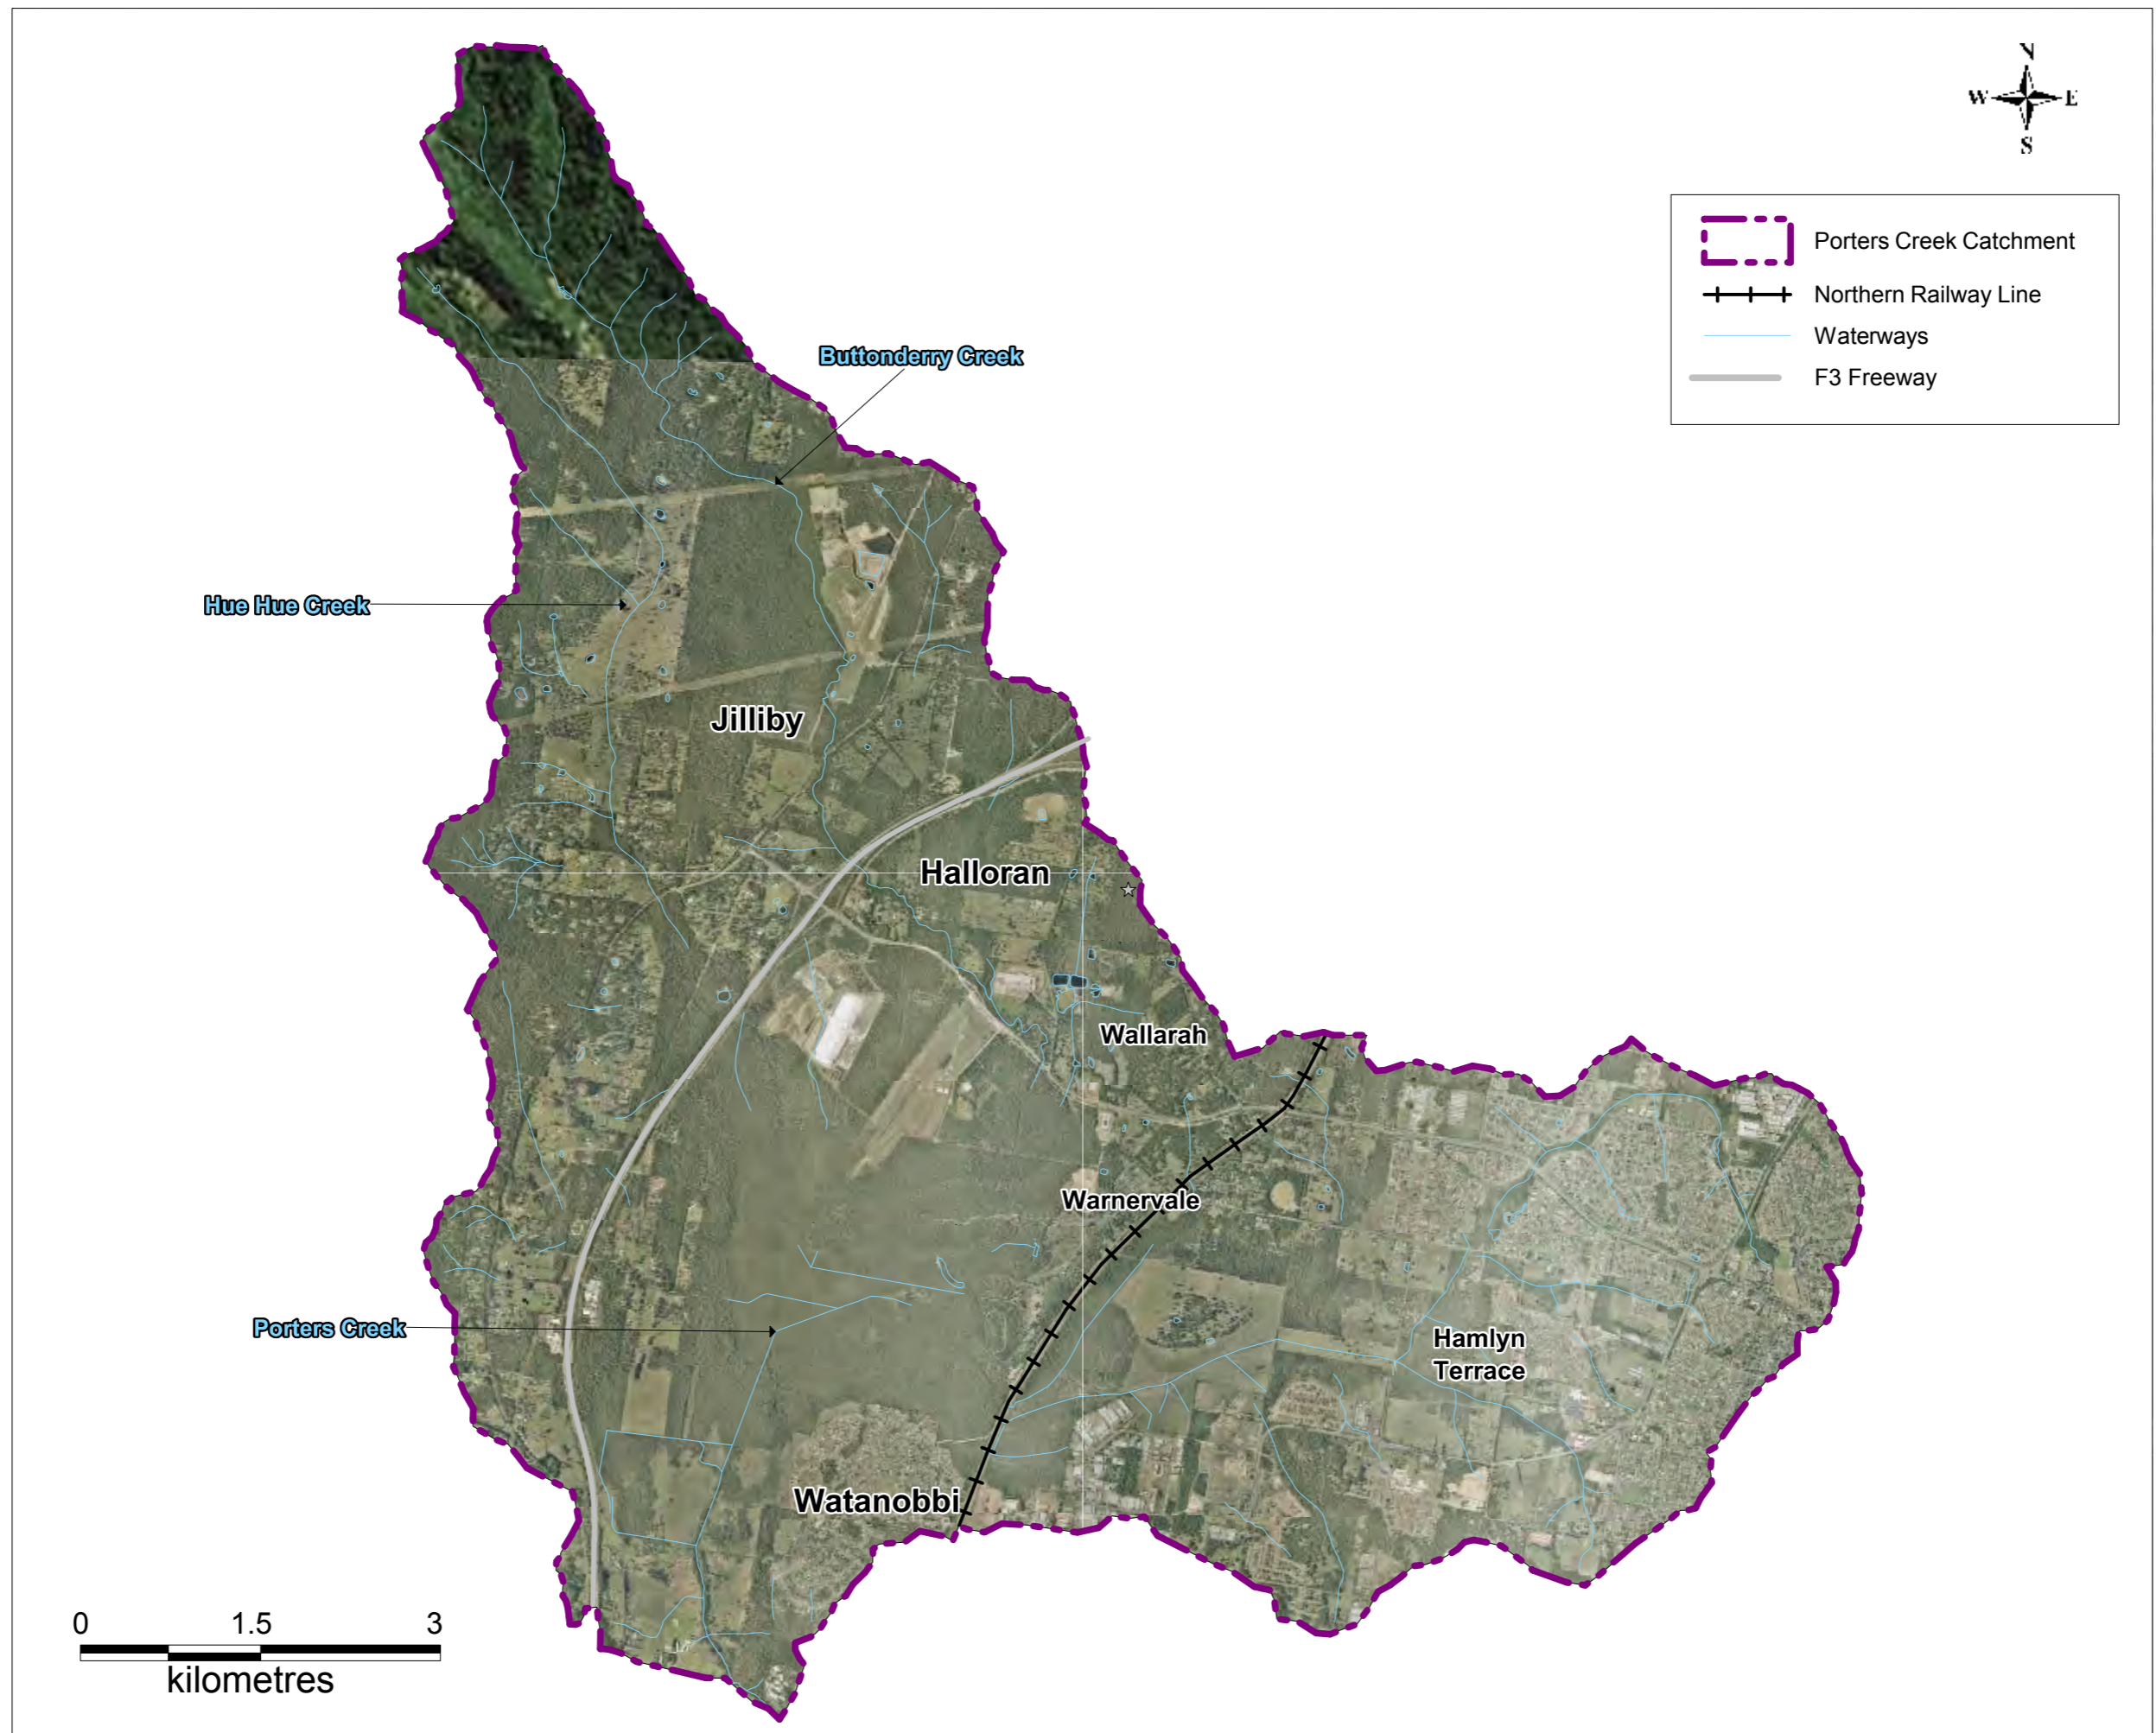 N
W E
S
Porters Creek Catchment
Northern Railway Line
Waterways
F3 Freeway
Buttonderry Creek
Hue Hue Creek
Jilliby
Halloran
Wallarah
Warnervale
Porters Creek
Hamlyn
Terrace
Watanobbi
0 1.5 3
kilometres